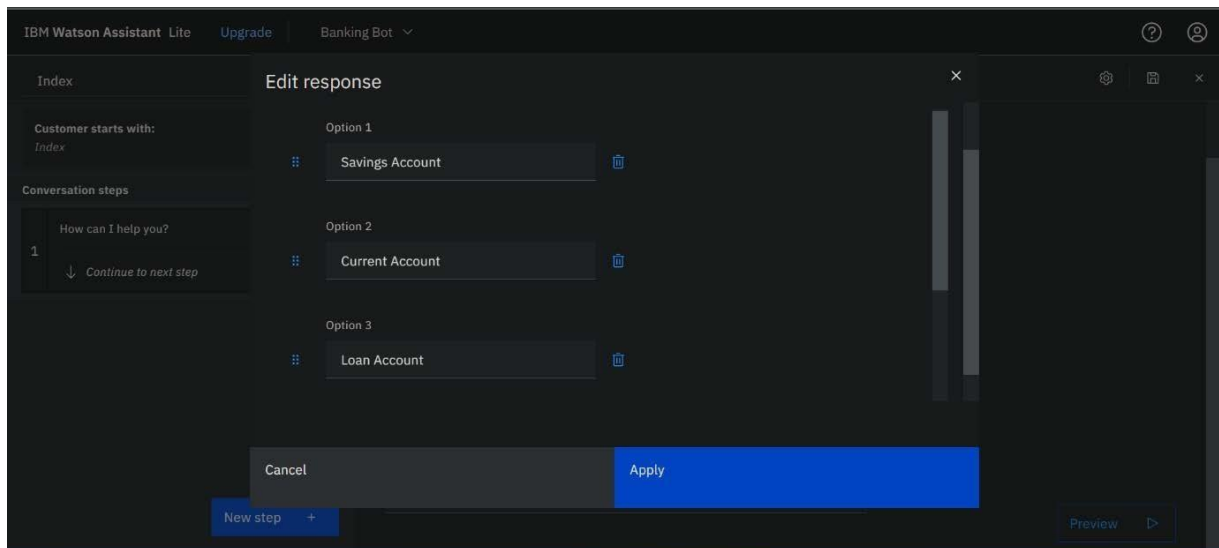 IBM Watson Assistant Lite Upgrade Banking Bot
Index
Customer starts with:
Index
Conversation steps
1
How can I help you?
Continue to next step
New step +
Edit response
Option 1
Savings Account
Option 2
Current Account
Option 3
Loan Account
Cancel
Apply
Preview